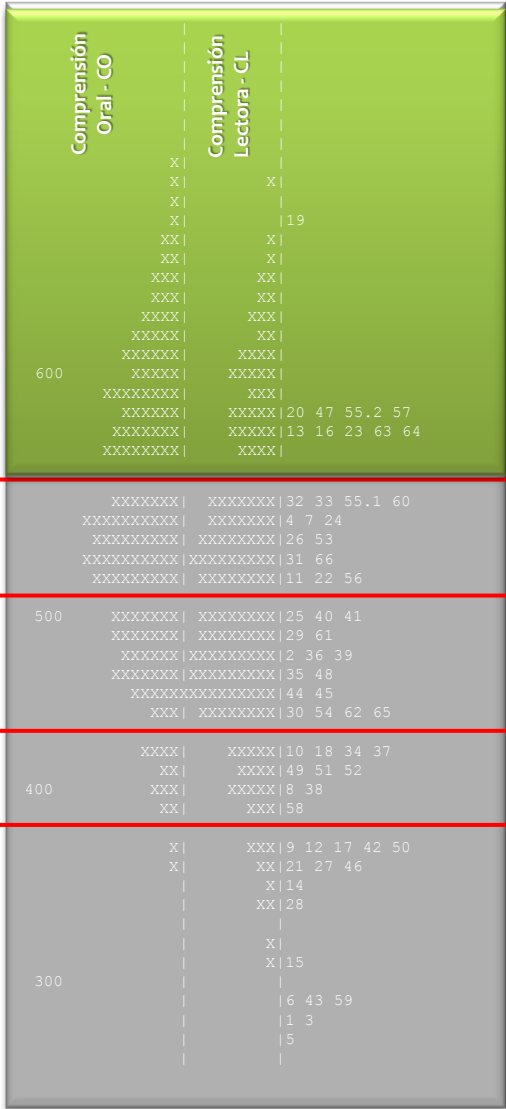 Comprensión
Oral - CO
Comprensión
Lectora - CL
| |
| |
| |
| |
| |
| |
| |
X| |
X| X|
X| |
X| |19
XX| X|
XX| X|
XXX| XX|
XXX| XX|
XXXX| XXX|
XXXXX| XX|
XXXXXX| XXXX|
600 XXXXX| XXXXX|
XXXXXXXX| XXX|
XXXXXX| XXXXX|20 47 55.2 57
XXXXXXX| XXXXX|13 16 23 63 64
XXXXXXXX| XXXX|
XXXXXXX| XXXXXXX|32 33 55.1 60
XXXXXXXXXX| XXXXXXX|4 7 24
XXXXXXXXX| XXXXXXXX|26 53
XXXXXXXXXX|XXXXXXXXX|31 66
XXXXXXXXX| XXXXXXXX|11 22 56
500 XXXXXXX| XXXXXXXX|25 40 41
XXXXXXX| XXXXXXXX|29 61
XXXXXX|XXXXXXXXX|2 36 39
XXXXXXX|XXXXXXXXX|35 48
XXXXXXXXXXXXXXX|44 45
XXX| XXXXXXXX|30 54 62 65
XXXX| XXXXX|10 18 34 37
XX| XXXX|49 51 52
400 XXX| XXXXX|8 38
XX| XXX|58
X| XXX|9 12 17 42 50
X| XX|21 27 46
| X|14
| XX|28
| |
| X|
| X|15
300 | |
| |6 43 59
| |1 3
| |5
| |